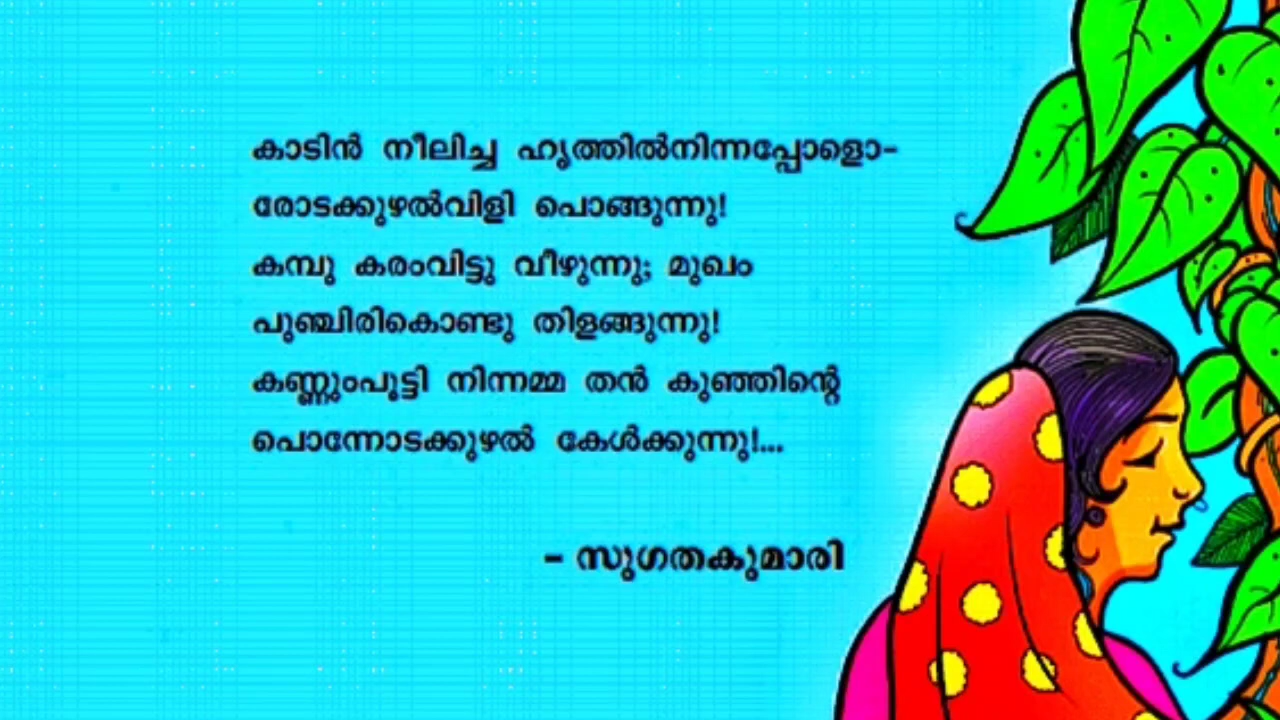 കാടിൻ നീലിച്ച ഹൃത്തിൽനിന്നപ്പോളൊ-
രോടക്കുഴൽവിളി പൊങ്ങുന്നു!
കമ്പു കരംവിട്ടു വീഴുന്നു; മുഖം
പുഞ്ചിരികൊണ്ടു തിളങ്ങുന്നു!
കണ്ണുംപൂട്ടി നിന്നമ്മ തൻ കുഞ്ഞിന്റെ
പൊന്നോടക്കുഴൽ കേൾക്കുന്നു!...
- സുഗതകുമാരി